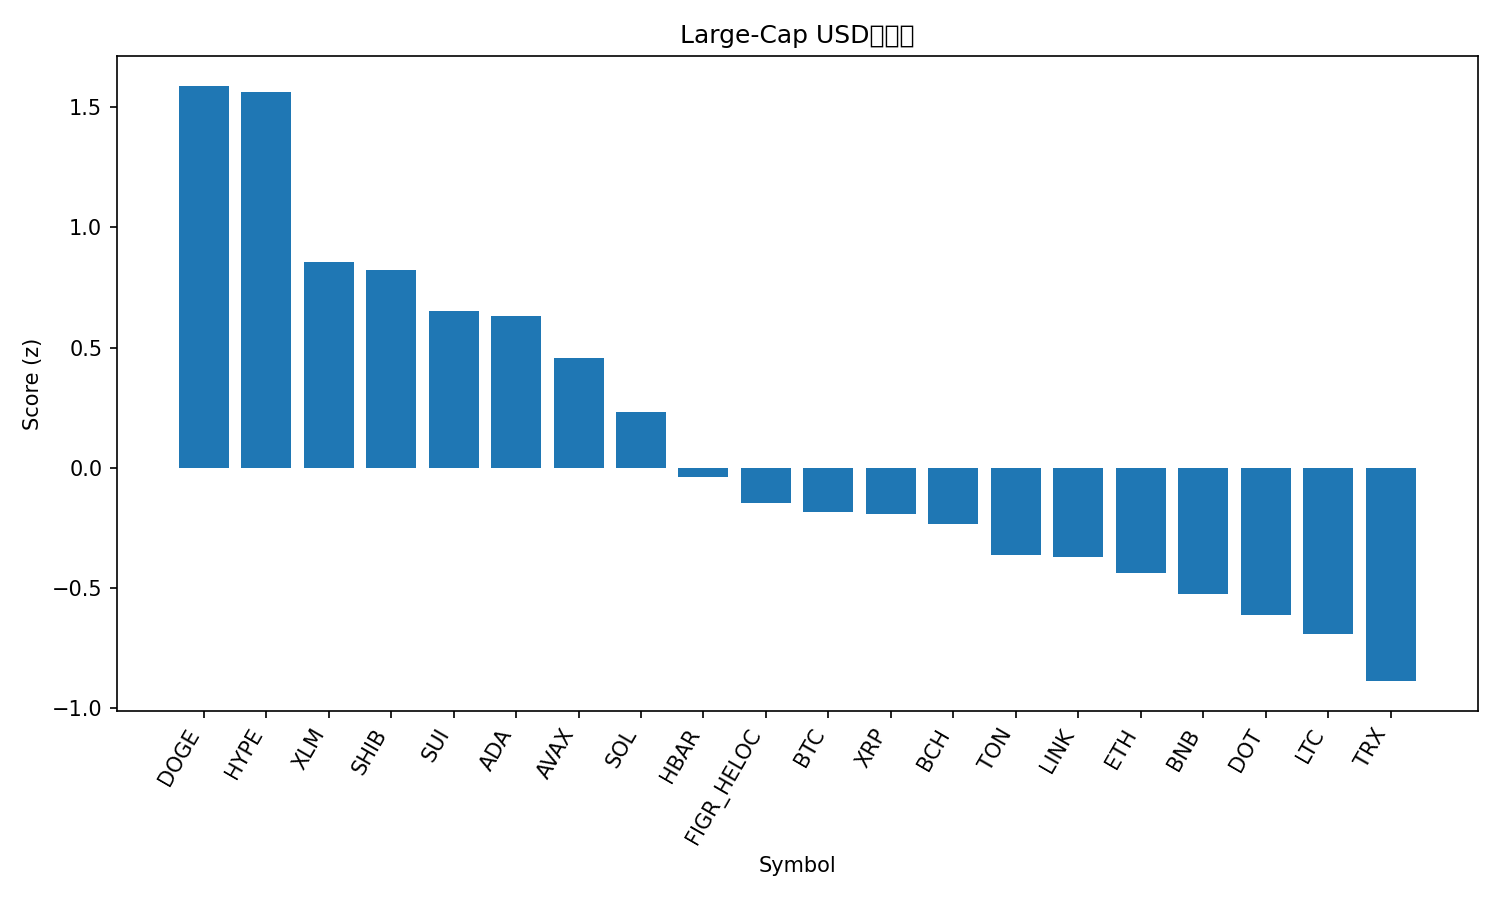 Large-Cap USD
Score (z)
1.5
1.0
0.5
0.0
−0.5
−1.0
DOGE
HYPE
XLM
SHIB
SUI
ADA
AVAX
SOL
HBAR
FIGR_HELOC
BTC
XRP
BCH
TON
LINK
ETH
BNB
DOT
LTC
TRX
Symbol